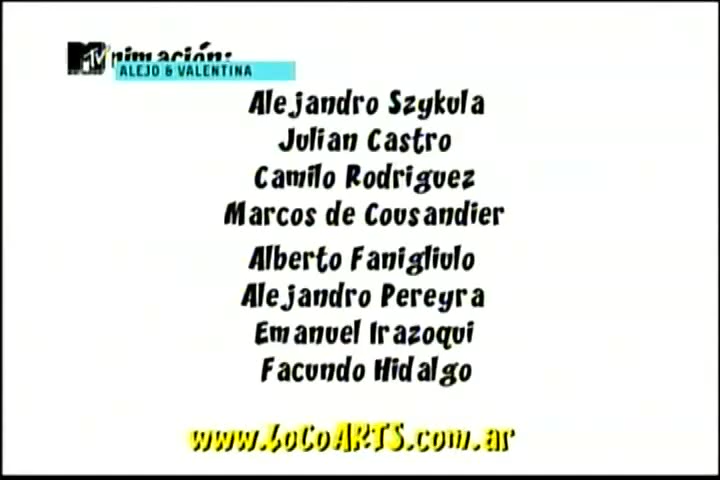 MTV nimación:
ALEJO & VALENTINA
Alejandro Szykula
Julian Castro
Camilo Rodriguez
Marcos de Cousandier
Alberto Fanigliulo
Alejandro Pereyra
Emanuel Irazoqui
Facundo Hidalgo
www.LoCoARTS.com.ar